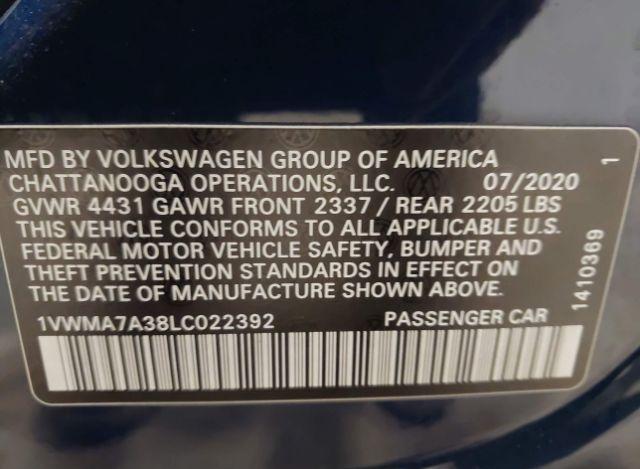 MFD BY VOLKSWAGEN GROUP OF AMERICA
CHATTANOOGA OPERATIONS, LLC. 07/2020
GVWR 4431 GAWR FRONT 2337 / REAR 2205 LBS
THIS VEHICLE CONFORMS TO ALL APPLICABLE U.S.
FEDERAL MOTOR VEHICLE SAFETY, BUMPER AND
THEFT PREVENTION STANDARDS IN EFFECT ON
THE DATE OF MANUFACTURE SHOWN ABOVE.
1VWMA7A38LC022392 PASSENGER CAR
1410369 1